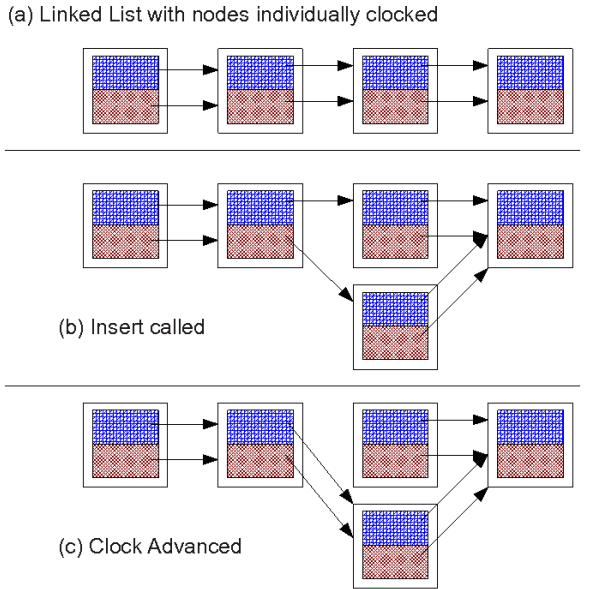 (a) Linked List with nodes individually clocked
(b) Insert called
(c) Clock Advanced